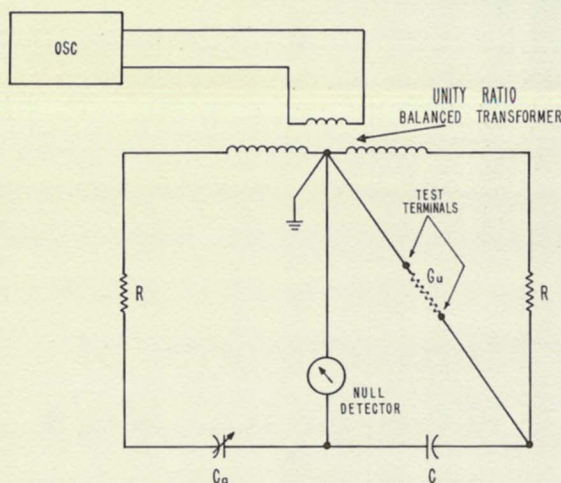 OSC
UNITY RATIO
BALANCED TRANSFORMER
TEST
TERMINALS
Gu
R
R
NULL
DETECTOR
Ca
C